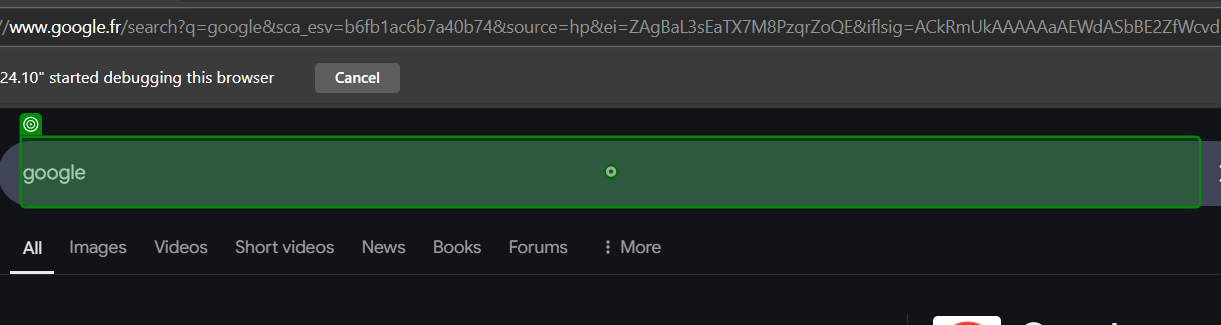 //www.google.fr/search?q=google&sca_esv=b6fb1ac6b7a40b74&source=hp&ei=ZAgBaL3sEaTX7M8PzqrZoQE&iflsig=ACkRmUkAAAAAaAEWdASbBE2ZfWcvd
24.10" started debugging this browser Cancel
google
All Images Videos Short videos News Books Forums More